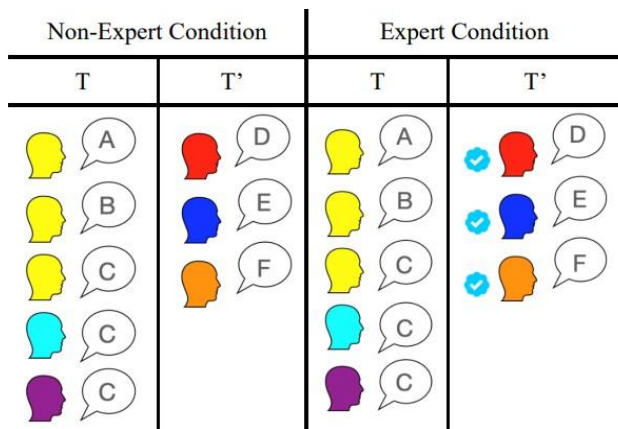 Non-Expert Condition Expert Condition
T T’ T T’
A D A D
B E B E
C F C F
C C
C C